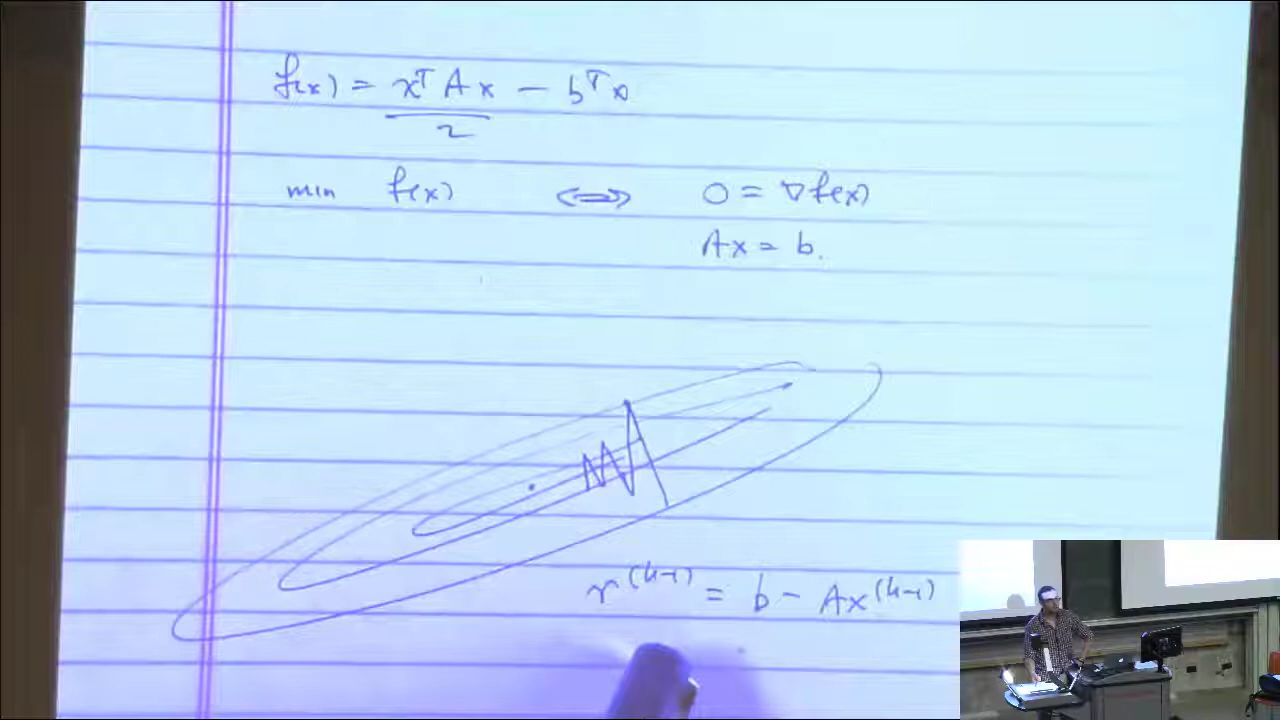 f(x) = xᵀAx/2 − bᵀx
min f(x) ⟺ 0 = ∇f(x)
Ax = b.
r^(k−1) = b − Ax^(k−1)